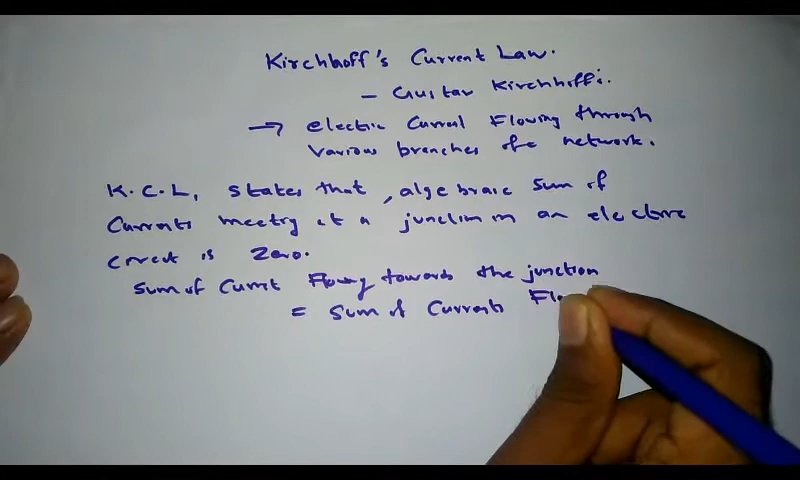 Kirchhoff's Current Law.
- Gustav Kirchhoff's.
→ electric Current Flowing through
various branches of a network.
K.C.L, states that, algebraic Sum of
Currents meeting at a junction in an electric
circuit is Zero.
Sum of Current Flowing towards the junction
= Sum of Currents Flo